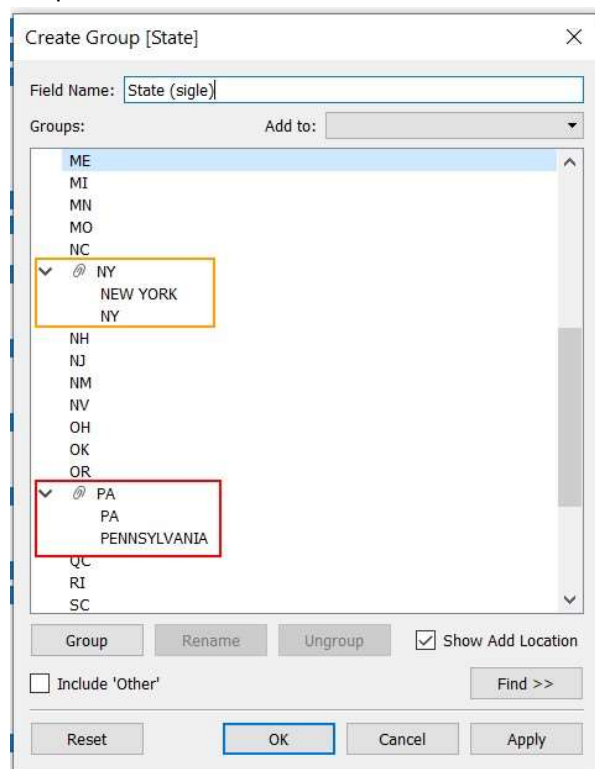 Create Group [State]
Field Name: State (sigle)
Groups: Add to:
ME
MI
MN
MO
NC
NY
NEW YORK
NY
NH
NJ
NM
NV
OH
OK
OR
PA
PA
PENNSYLVANIA
QC
RI
SC
Group Rename Ungroup Show Add Location
Include 'Other' Find >>
Reset OK Cancel Apply